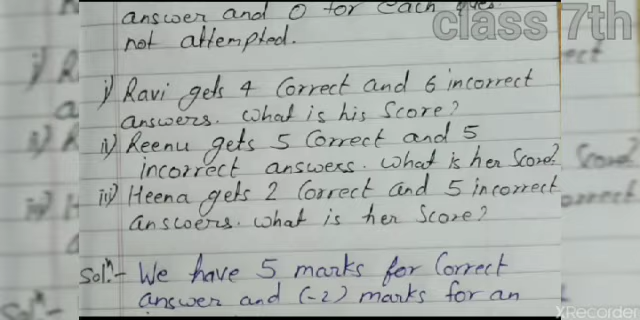 answer and 0 for each ques
not attempted.
class 7th
i) Ravi gets 4 Correct and 6 incorrect
answers. What is his Score?
ii) Reenu gets 5 Correct and 5
incorrect answers. What is her Score?
iii) Heena gets 2 Correct and 5 incorrect
answers. What is her Score?
Solⁿ:- We have 5 marks for Correct
answer and (-2) marks for an
XRecorder